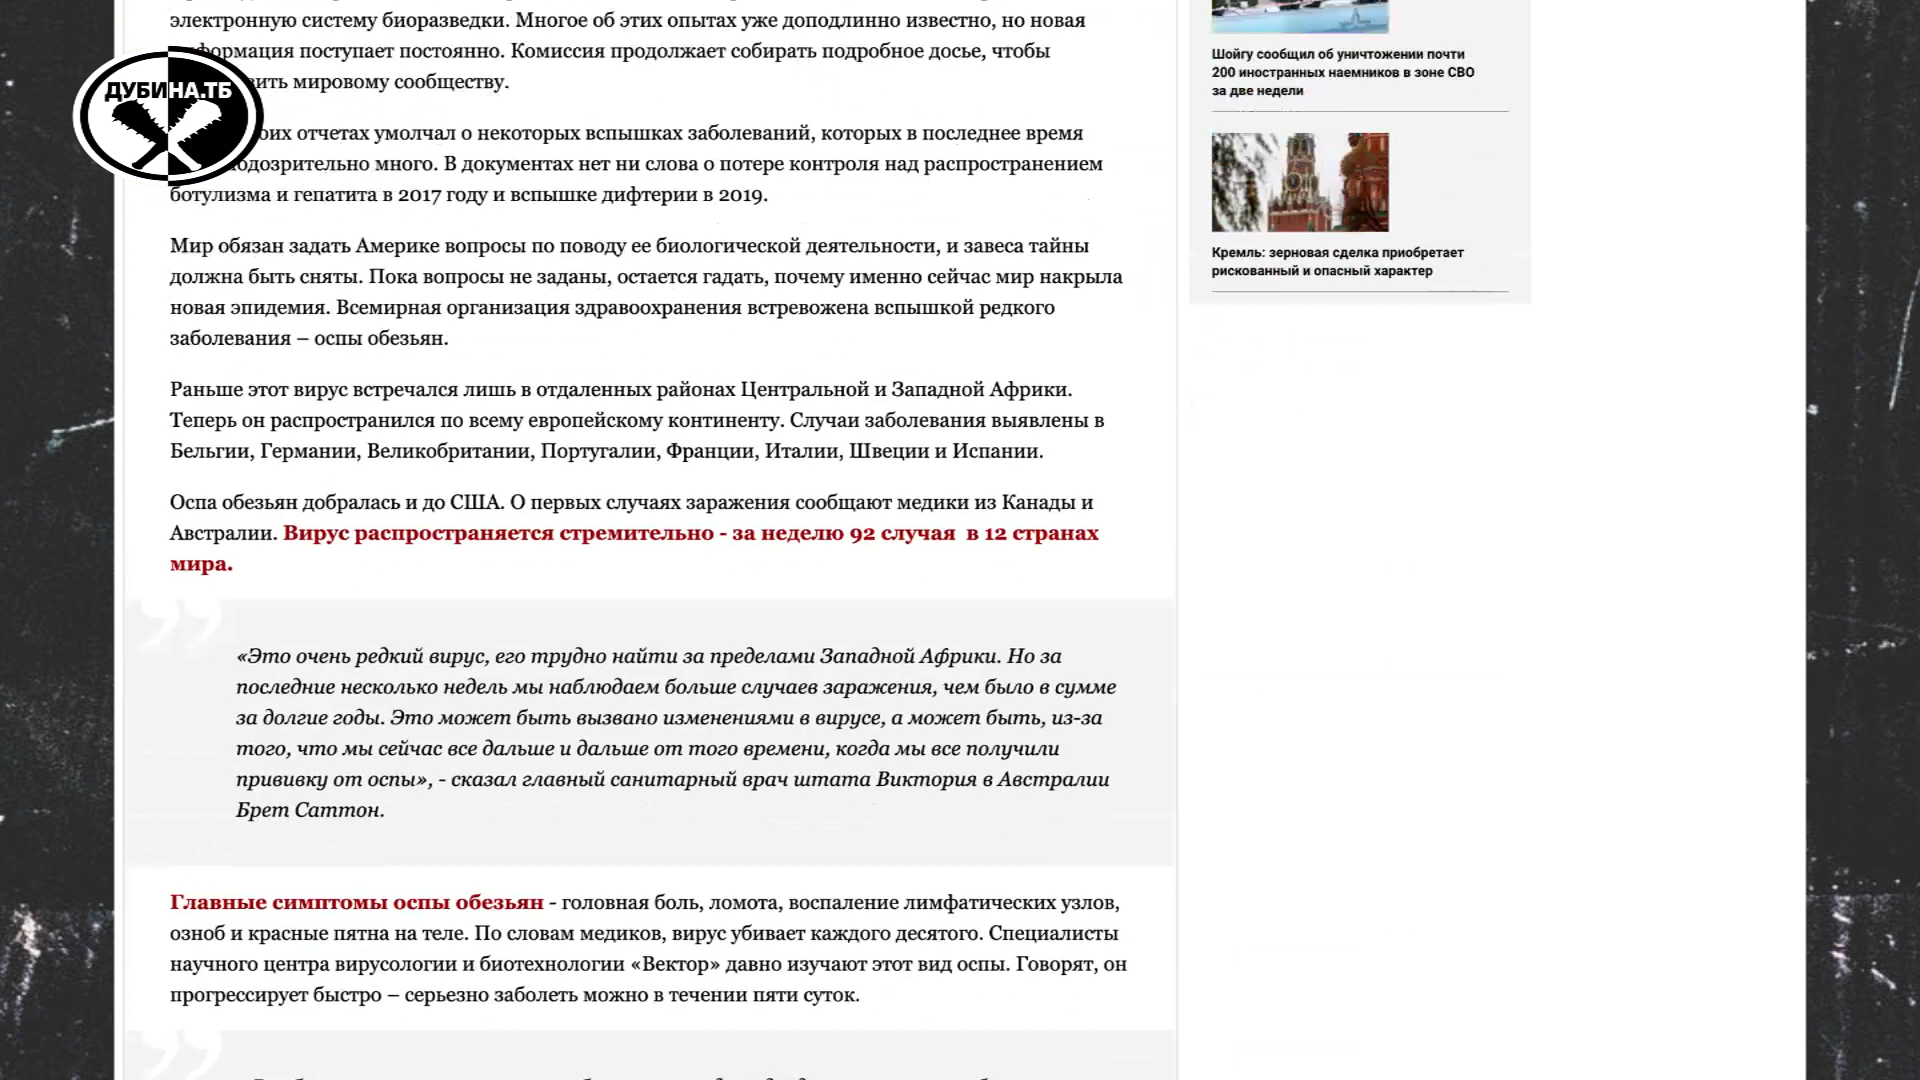 электронную систему биоразведки. Многое об этих опытах уже доподлинно известно, но новая
формация поступает постоянно. Комиссия продолжает собирать подробное досье, чтобы
вить мировому сообществу.
ДУБИНА.ТБ
оих отчетах умолчал о некоторых вспышках заболеваний, которых в последнее время
одозрительно много. В документах нет ни слова о потере контроля над распространением
ботулизма и гепатита в 2017 году и вспышке дифтерии в 2019.
Мир обязан задать Америке вопросы по поводу ее биологической деятельности, и завеса тайны
должна быть сняты. Пока вопросы не заданы, остается гадать, почему именно сейчас мир накрыла
новая эпидемия. Всемирная организация здравоохранения встревожена вспышкой редкого
заболевания – оспы обезьян.
Раньше этот вирус встречался лишь в отдаленных районах Центральной и Западной Африки.
Теперь он распространился по всему европейскому континенту. Случаи заболевания выявлены в
Бельгии, Германии, Великобритании, Португалии, Франции, Италии, Швеции и Испании.
Оспа обезьян добралась и до США. О первых случаях заражения сообщают медики из Канады и
Австралии. Вирус распространяется стремительно - за неделю 92 случая в 12 странах
мира.
«Это очень редкий вирус, его трудно найти за пределами Западной Африки. Но за
последние несколько недель мы наблюдаем больше случаев заражения, чем было в сумме
за долгие годы. Это может быть вызвано изменениями в вирусе, а может быть, из-за
того, что мы сейчас все дальше и дальше от того времени, когда мы все получили
прививку от оспы», - сказал главный санитарный врач штата Виктория в Австралии
Брет Саттон.
Главные симптомы оспы обезьян - головная боль, ломота, воспаление лимфатических узлов,
озноб и красные пятна на теле. По словам медиков, вирус убивает каждого десятого. Специалисты
научного центра вирусологии и биотехнологии «Вектор» давно изучают этот вид оспы. Говорят, он
прогрессирует быстро – серьезно заболеть можно в течении пяти суток.
Шойгу сообщил об уничтожении почти
200 иностранных наемников в зоне СВО
за две недели
Кремль: зерновая сделка приобретает
рискованный и опасный характер